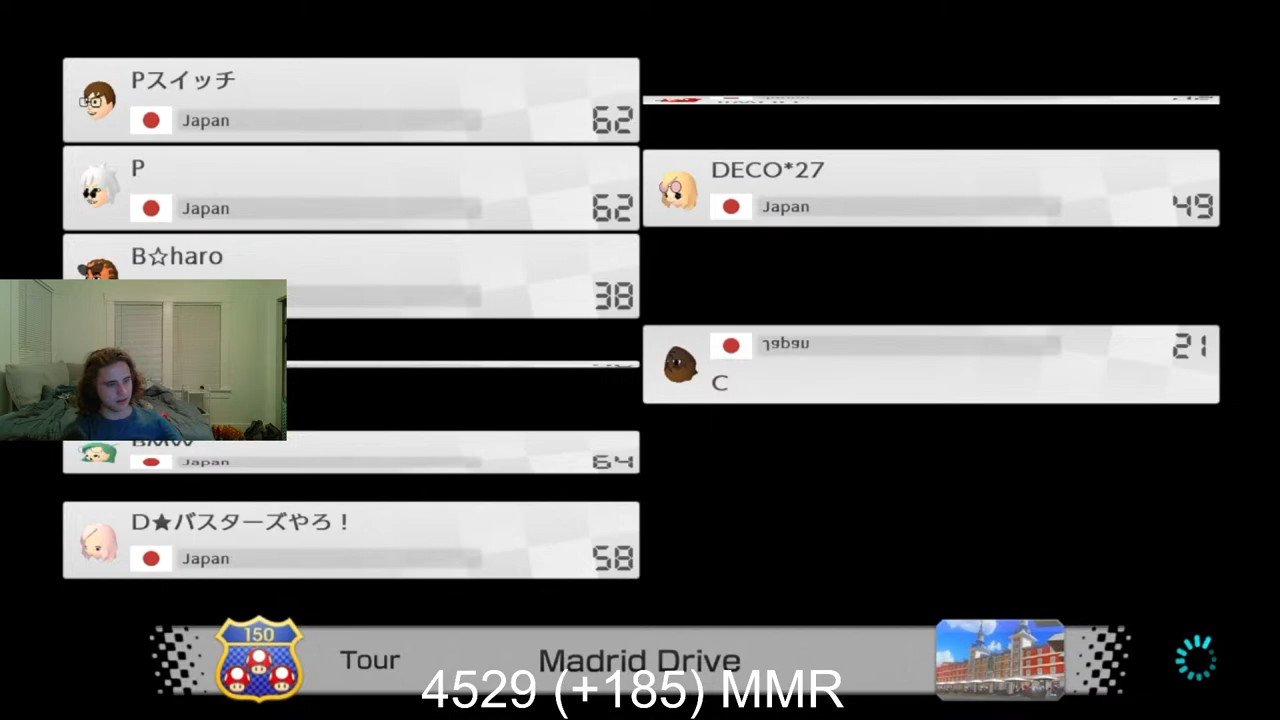 Pスイッチ
Japan
62
P
Japan
62
B☆haro
38
BMW
Japan
64
D★バスターズやろ！
Japan
58
DECO*27
Japan
49
Japan
21
C
150
Tour
Madrid Drive
4529 (+185) MMR